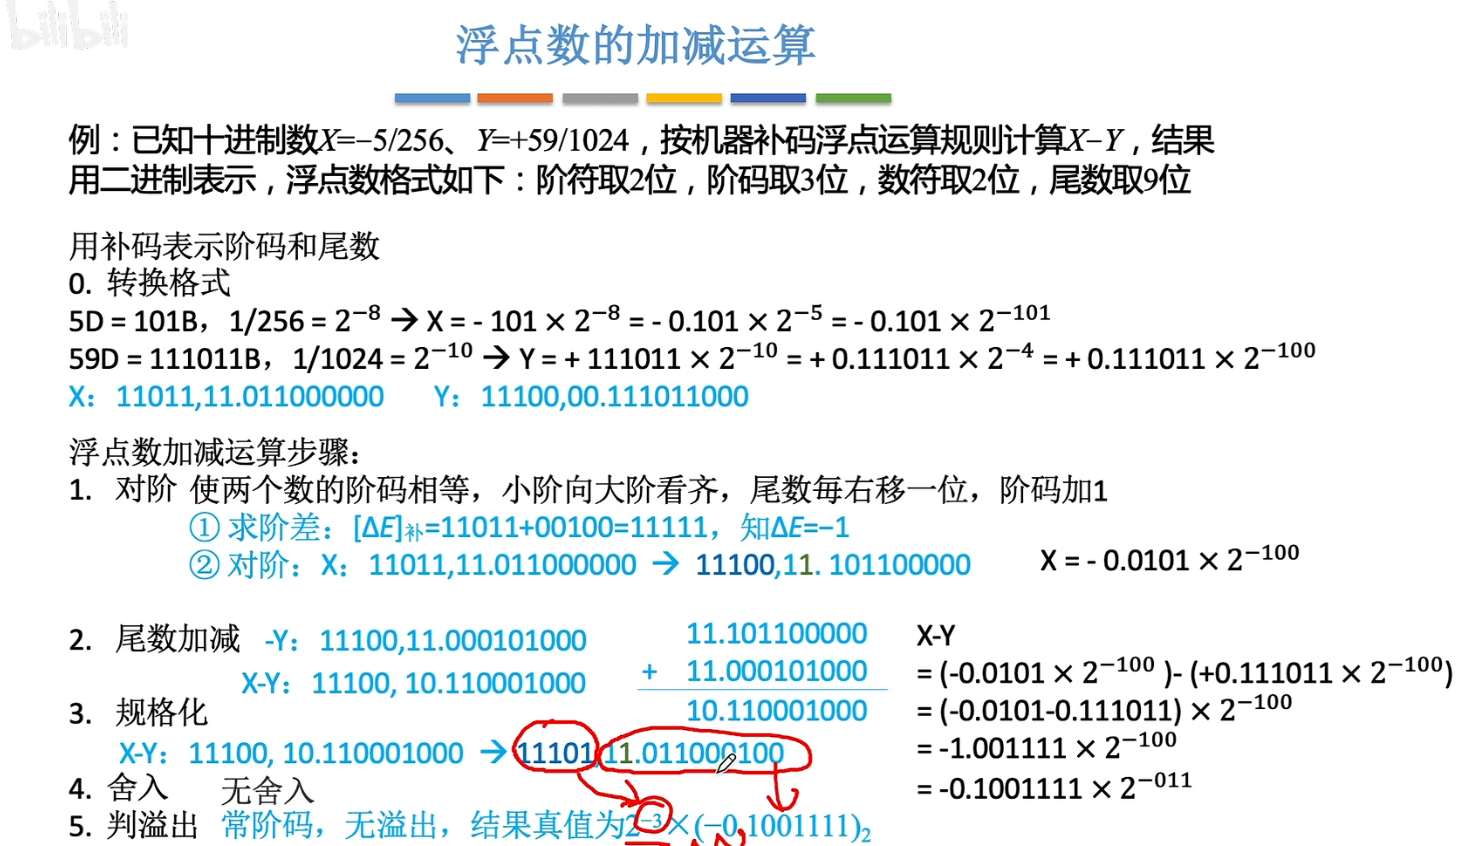 bilibili
浮点数的加减运算
例：已知十进制数X=−5/256、Y=+59/1024，按机器补码浮点运算规则计算X−Y，结果
用二进制表示，浮点数格式如下：阶符取2位，阶码取3位，数符取2位，尾数取9位
用补码表示阶码和尾数
0. 转换格式
5D = 101B，1/256 = 2⁻⁸ → X = - 101 × 2⁻⁸ = - 0.101 × 2⁻⁵ = - 0.101 × 2⁻¹⁰¹
59D = 111011B，1/1024 = 2⁻¹⁰ → Y = + 111011 × 2⁻¹⁰ = + 0.111011 × 2⁻⁴ = + 0.111011 × 2⁻¹⁰⁰
X： 11011,11.011000000 Y： 11100,00.111011000
浮点数加减运算步骤：
1. 对阶 使两个数的阶码相等，小阶向大阶看齐，尾数每右移一位，阶码加1
① 求阶差：[ΔE]补=11011+00100=11111，知ΔE=−1
② 对阶：X： 11011,11.011000000 → 11100,11. 101100000 X = - 0.0101 × 2⁻¹⁰⁰
2. 尾数加减 -Y： 11100,11.000101000 11.101100000 X-Y
X-Y： 11100, 10.110001000 + 11.000101000 = (-0.0101 × 2⁻¹⁰⁰ )- (+0.111011 × 2⁻¹⁰⁰)
3. 规格化 10.110001000 = (-0.0101-0.111011) × 2⁻¹⁰⁰
X-Y： 11100, 10.110001000 → 11101,11.011000100 = -1.001111 × 2⁻¹⁰⁰
4. 舍入 无舍入 = -0.1001111 × 2⁻⁰¹¹
5. 判溢出 常阶码，无溢出，结果真值为2⁻³×(−0.1001111)₂